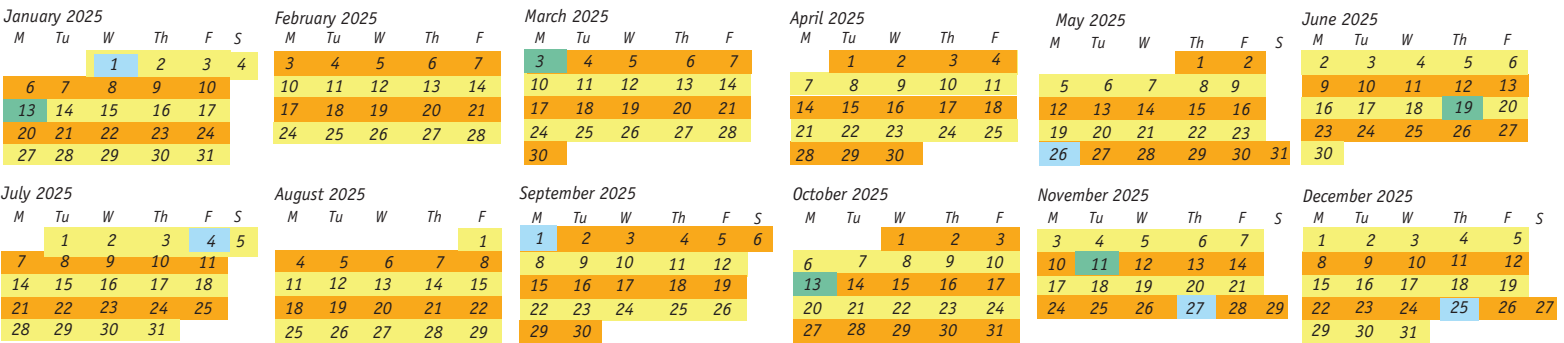 January 2025
M Tu W Th F S
1 2 3 4
6 7 8 9 10
13 14 15 16 17
20 21 22 23 24
27 28 29 30 31
February 2025
M Tu W Th F
3 4 5 6 7
10 11 12 13 14
17 18 19 20 21
24 25 26 27 28
March 2025
M Tu W Th F
3 4 5 6 7
10 11 12 13 14
17 18 19 20 21
24 25 26 27 28
30
April 2025
M Tu W Th F
1 2 3 4
7 8 9 10 11
14 15 16 17 18
21 22 23 24 25
28 29 30
May 2025
M Tu W Th F S
1 2
5 6 7 8 9
12 13 14 15 16
19 20 21 22 23
26 27 28 29 30 31
June 2025
M Tu W Th F
2 3 4 5 6
9 10 11 12 13
16 17 18 19 20
23 24 25 26 27
30
July 2025
M Tu W Th F S
1 2 3 4 5
7 8 9 10 11
14 15 16 17 18
21 22 23 24 25
28 29 30 31
August 2025
M Tu W Th F
1
4 5 6 7 8
11 12 13 14 15
18 19 20 21 22
25 26 27 28 29
September 2025
M Tu W Th F S
1 2 3 4 5 6
8 9 10 11 12
15 16 17 18 19
22 23 24 25 26
29 30
October 2025
M Tu W Th F
1 2 3
6 7 8 9 10
13 14 15 16 17
20 21 22 23 24
27 28 29 30 31
November 2025
M Tu W Th F S
3 4 5 6 7
10 11 12 13 14
17 18 19 20 21
24 25 26 27 28 29
December 2025
M Tu W Th F S
1 2 3 4 5
8 9 10 11 12
15 16 17 18 19
22 23 24 25 26 27
29 30 31